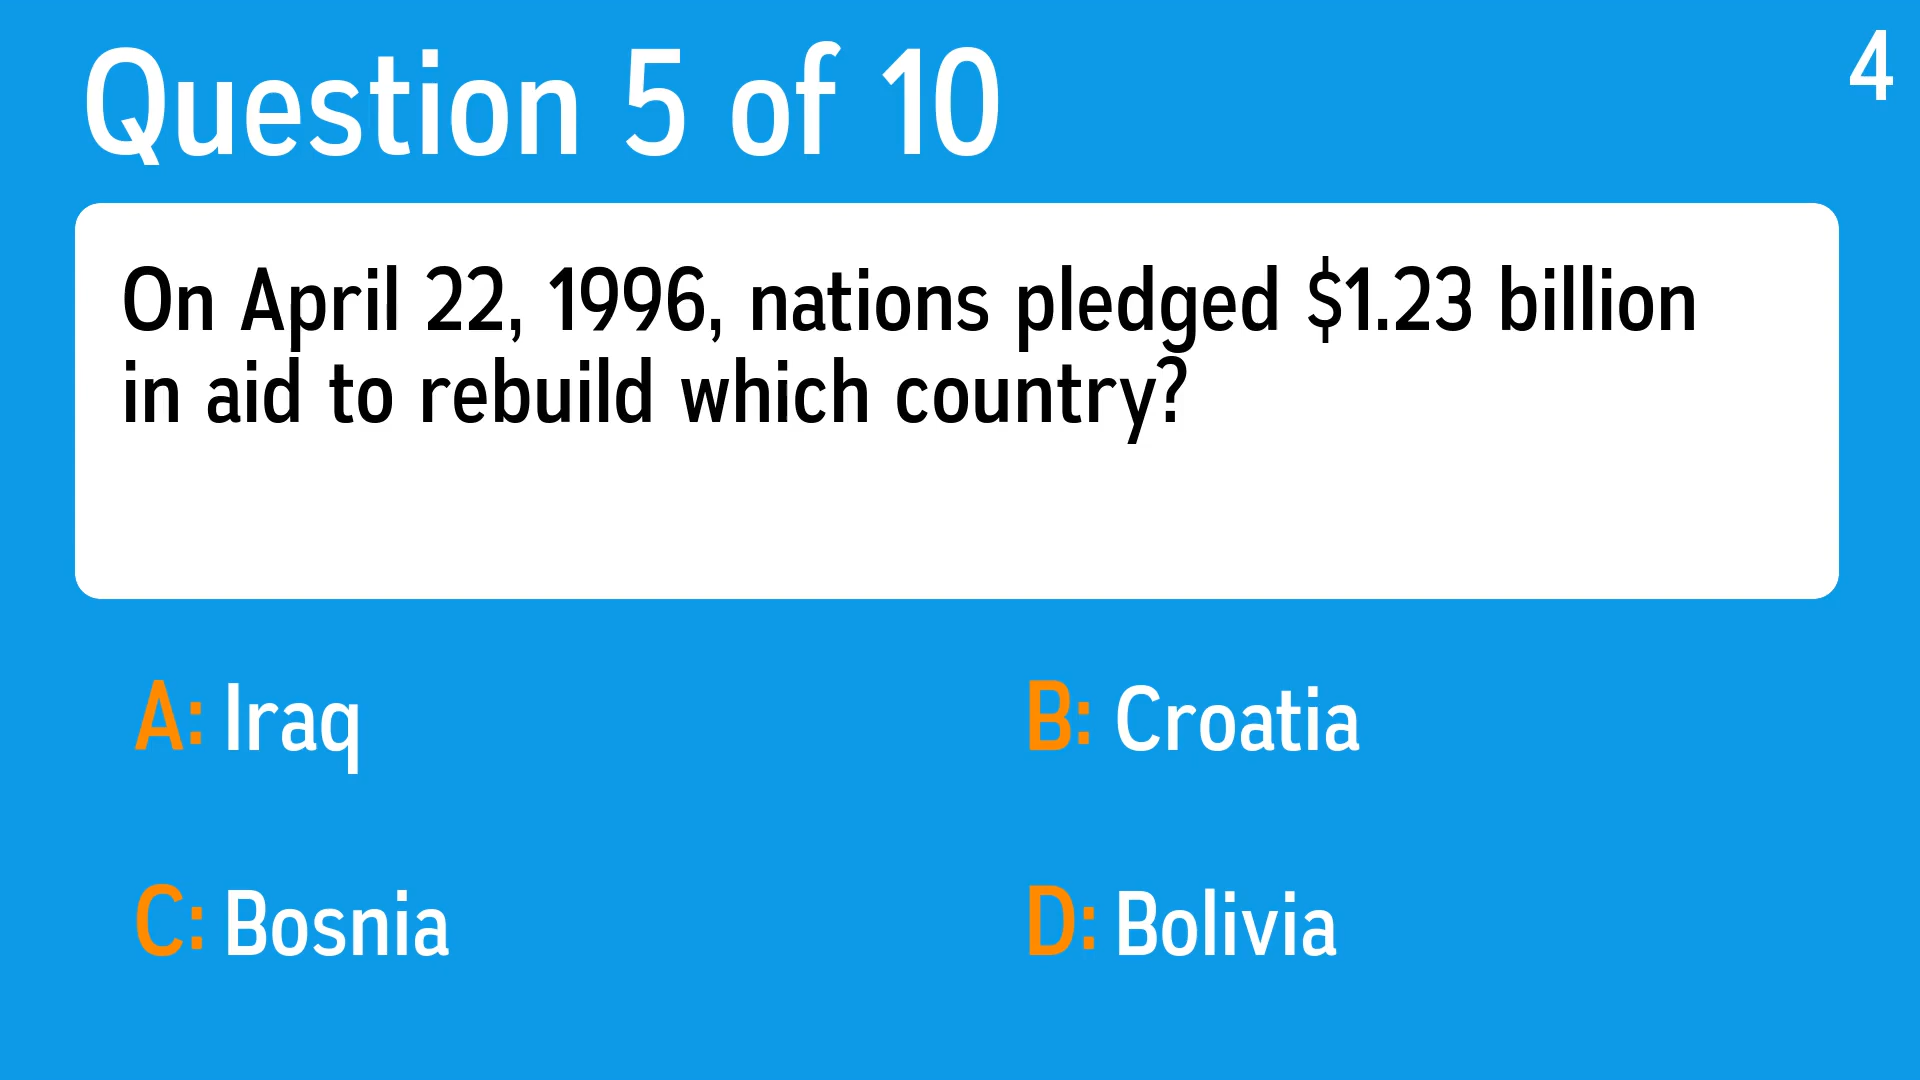 Question 5 of 10
4
On April 22, 1996, nations pledged $1.23 billion
in aid to rebuild which country?
A: Iraq
B: Croatia
C: Bosnia
D: Bolivia